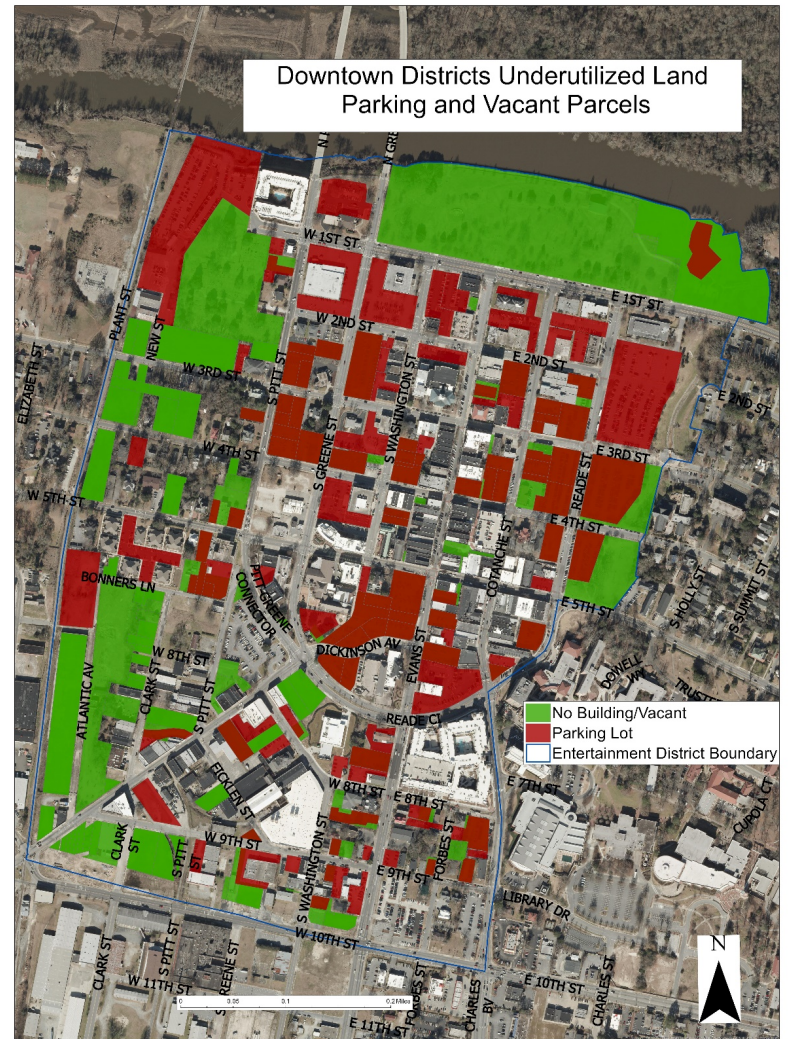 Downtown Districts Underutilized Land
Parking and Vacant Parcels
W 1ST ST
E 1ST ST
PLANT ST
NEW ST
W 2ND ST
E 2ND ST
E 2ND ST
ELIZABETH ST
W 3RD ST
S PITT ST
S WASHINGTON ST
S GREENE ST
E 3RD ST
READE ST
W 4TH ST
W 5TH ST
E 4TH ST
COTANCHE ST
BONNERS LN
PITT GREENE
CONNECTOR
E 5TH ST
S HOLLY ST
S SUMMIT ST
DICKINSON AV
EVANS ST
W 8TH ST
CLARK ST
ATLANTIC AV
S PITT ST
READE CI
DOWELL
WY
No Building/Vacant
Parking Lot
Entertainment District Boundary
FICKLEN ST
W 8TH ST
E 8TH ST
E 7TH ST
CUPOLA CT
CLARK
ST
S PITT
ST
W 9TH ST
S WASHINGTON ST
FORBES ST
E 9TH ST
LIBRARY DR
W 10TH ST
CLARK ST
S PITT ST
W 11TH ST
FORBES ST
CHARLES
BV
E 10TH ST
CHARLES ST
E 11TH ST
N
0 0.05 0.1 0.2 Miles